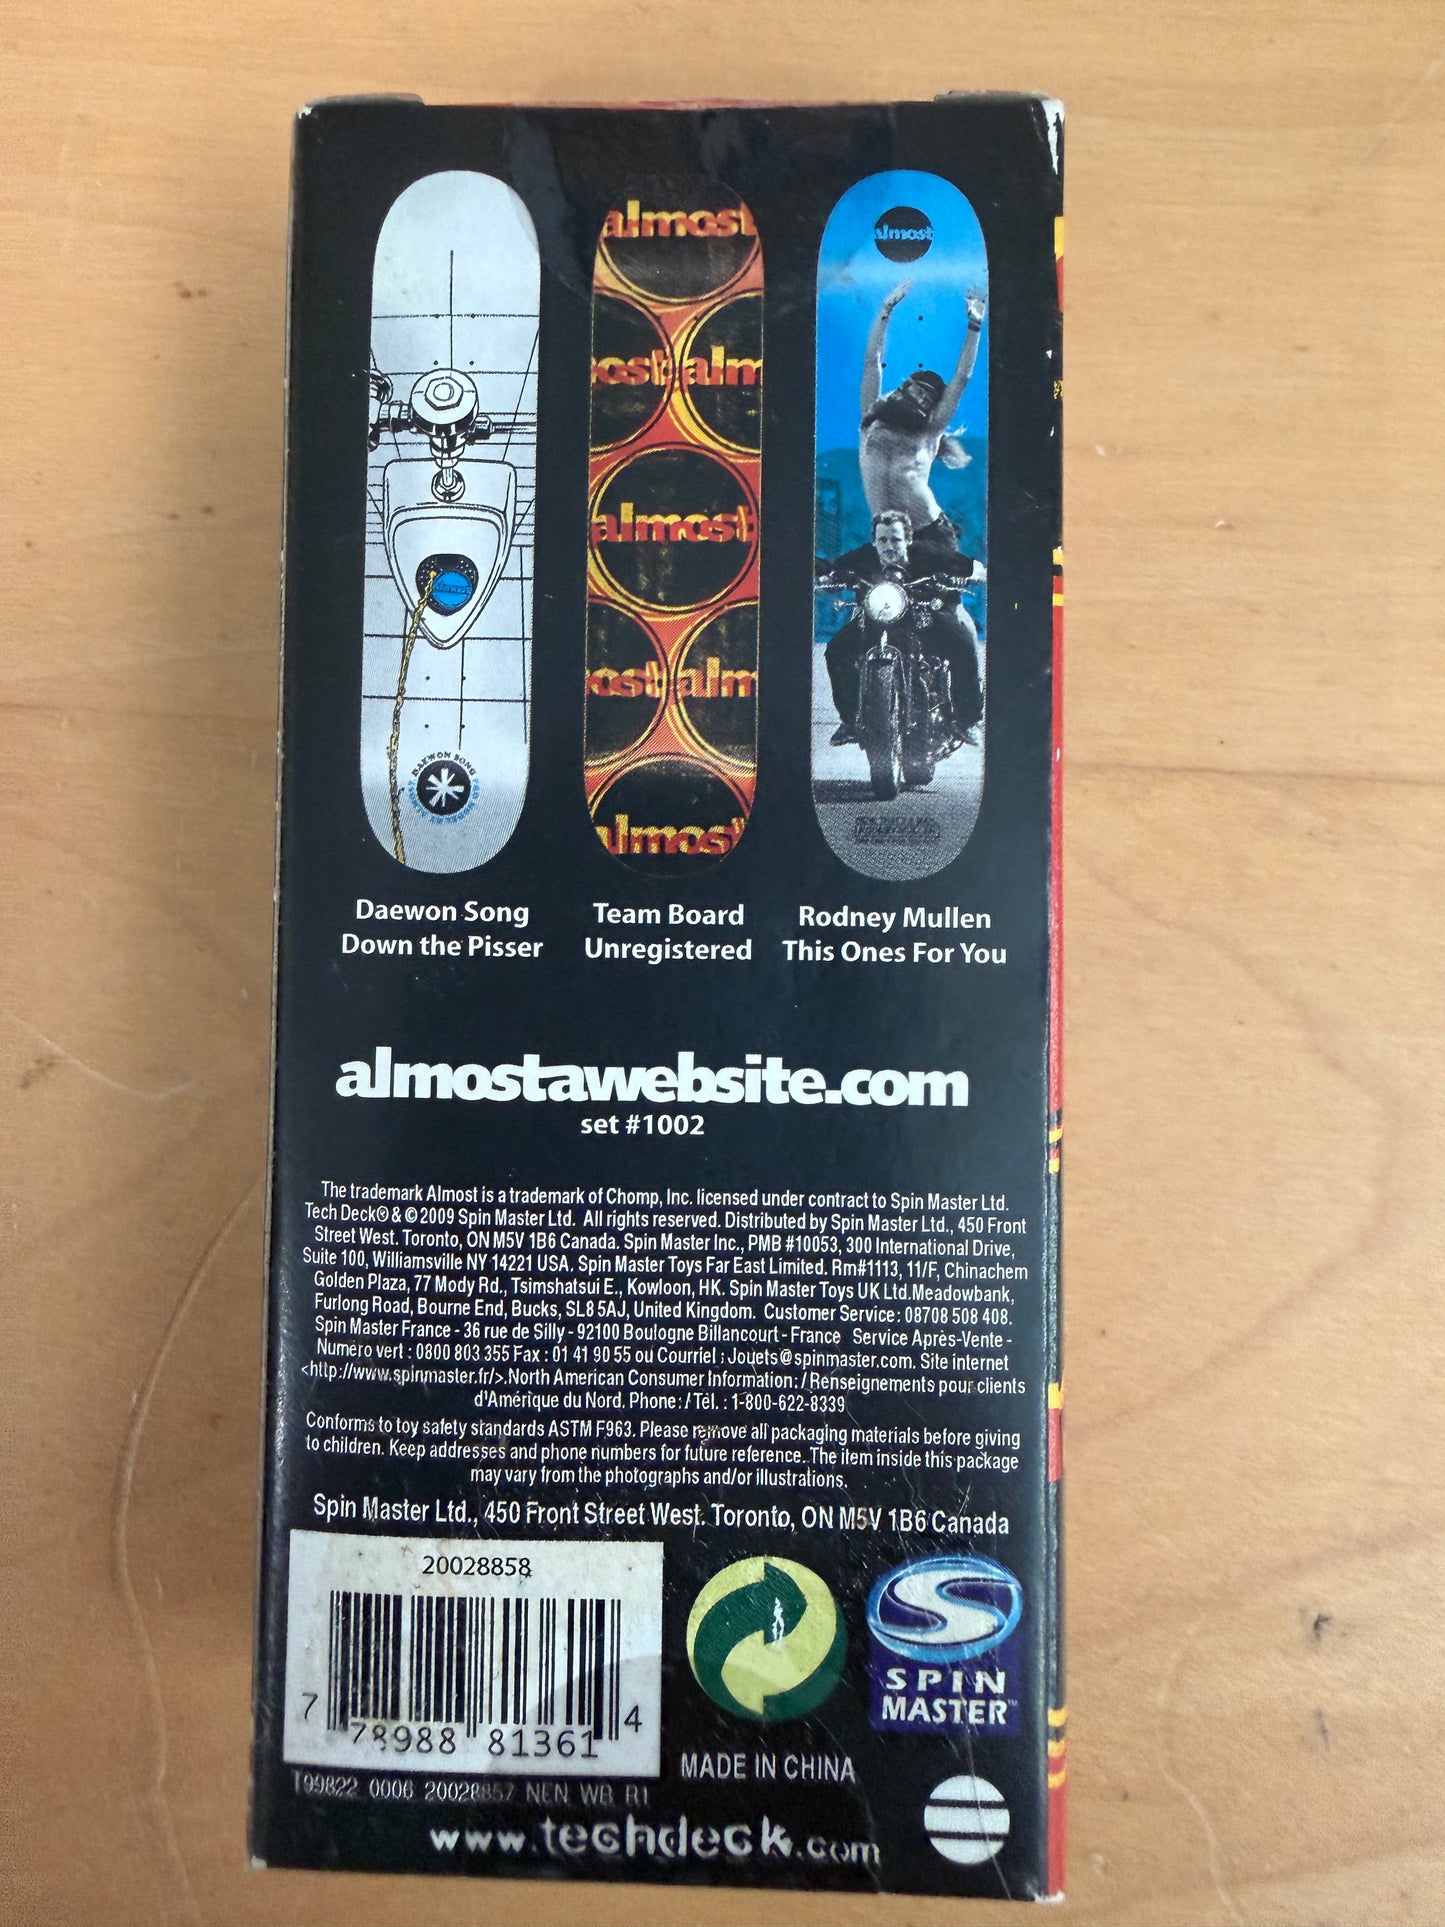 almost
almost
ost alm
almost
ost alm
almost
almost
DAEWON SONG
Daewon Song
Down the Pisser
Team Board
Unregistered
Rodney Mullen
This Ones For You
almostawebsite.com
set #1002
The trademark Almost is a trademark of Chomp, Inc. licensed under contract to Spin Master Ltd.
Tech Deck® & © 2009 Spin Master Ltd. All rights reserved. Distributed by Spin Master Ltd., 450 Front
Street West. Toronto, ON M5V 1B6 Canada. Spin Master Inc., PMB #10053, 300 International Drive,
Suite 100, Williamsville NY 14221 USA. Spin Master Toys Far East Limited. Rm#1113, 11/F, Chinachem
Golden Plaza, 77 Mody Rd., Tsimshatsui E., Kowloon, HK. Spin Master Toys UK Ltd.Meadowbank,
Furlong Road, Bourne End, Bucks, SL8 5AJ, United Kingdom. Customer Service : 08708 508 408.
Spin Master France - 36 rue de Silly - 92100 Boulogne Billancourt - France Service Après-Vente -
Numéro vert : 0800 803 355 Fax : 01 41 90 55 ou Courriel : Jouets@spinmaster.com. Site internet
<http://www.spinmaster.fr/>.North American Consumer Information: / Renseignements pour clients
d'Amérique du Nord. Phone: / Tél. : 1-800-622-8339
Conforms to toy safety standards ASTM F963. Please remove all packaging materials before giving
to children. Keep addresses and phone numbers for future reference. The item inside this package
may vary from the photographs and/or illustrations.
Spin Master Ltd., 450 Front Street West. Toronto, ON M5V 1B6 Canada
20028858
7 78988 81361 4
SPIN
MASTER™
MADE IN CHINA
T99822 0006 20028857 NEN WB R1
www.techdeck.com